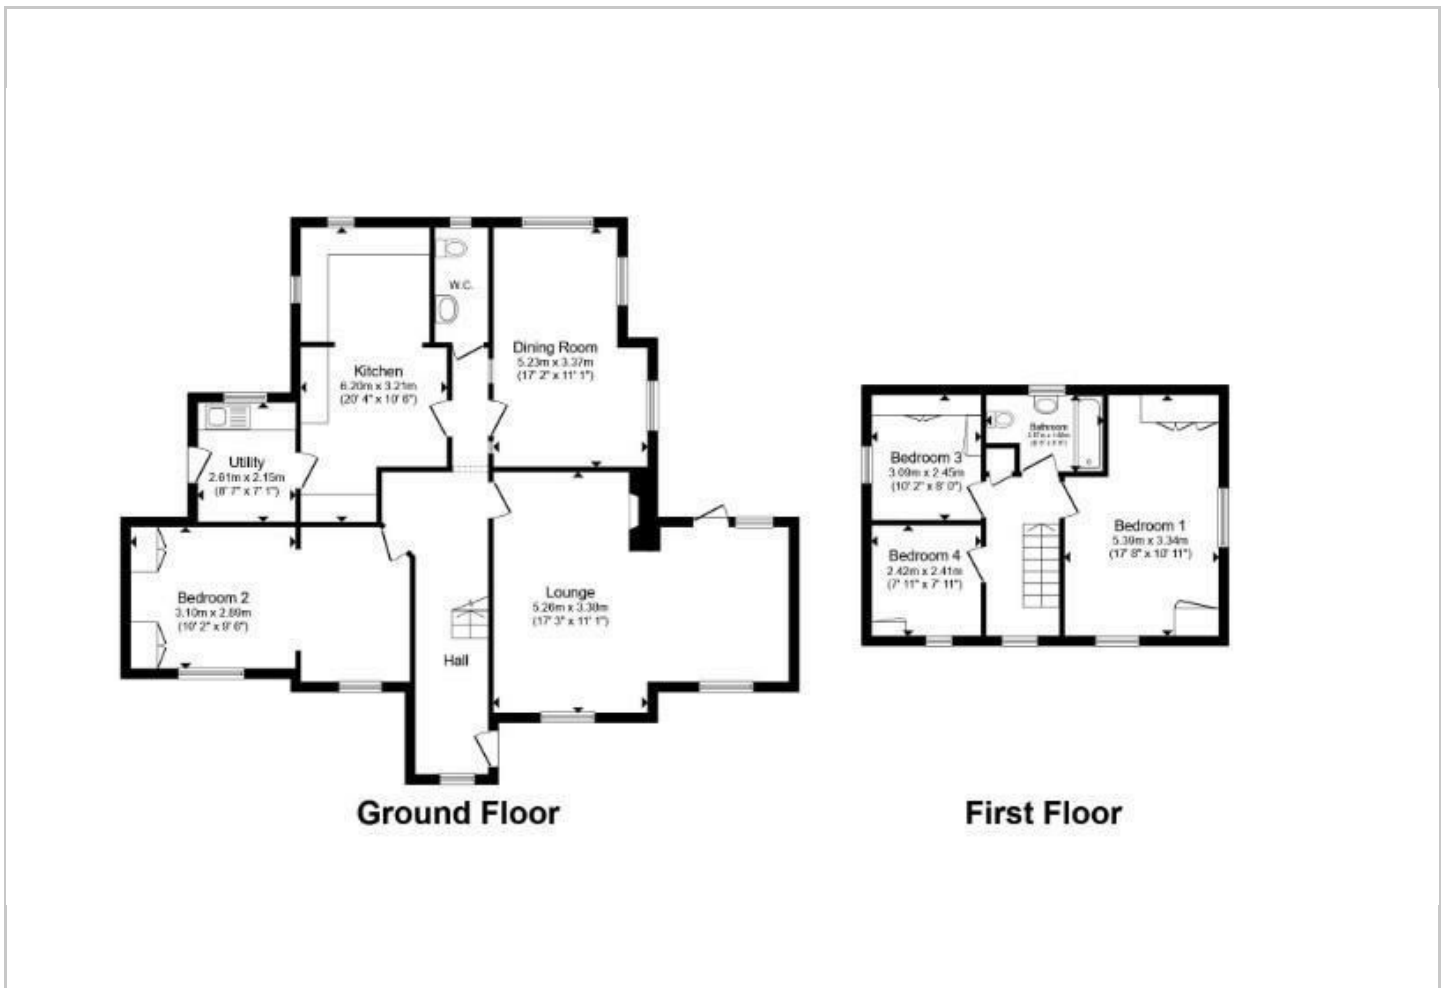 W.C.
Dining Room
5.23m x 3.37m
(17' 2" x 11' 1")
Kitchen
6.20m x 3.21m
(20' 4" x 10' 6")
Utility
2.61m x 2.15m
(8' 7" x 7' 1")
Bedroom 2
3.10m x 2.89m
(10' 2" x 9' 6")
Lounge
5.26m x 3.38m
(17' 3" x 11' 1")
Hall
Ground Floor
Bathroom
Bedroom 3
3.09m x 2.45m
(10' 2" x 8' 0")
Bedroom 1
5.39m x 3.34m
(17' 8" x 10' 11")
Bedroom 4
2.42m x 2.41m
(7' 11" x 7' 11")
First Floor